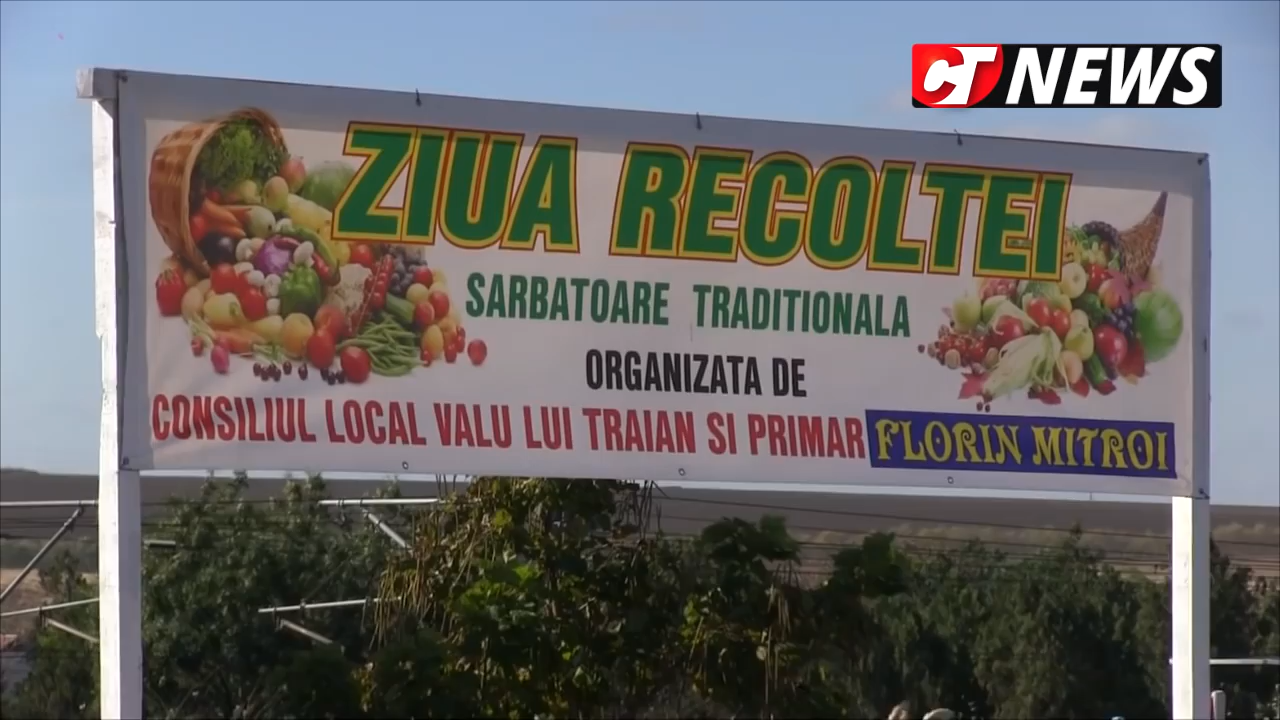 CT NEWS
ZIUA RECOLTEI
SARBATOARE TRADITIONALA
ORGANIZATA DE
CONSILIUL LOCAL VALU LUI TRAIAN SI PRIMAR FLORIN MITROI